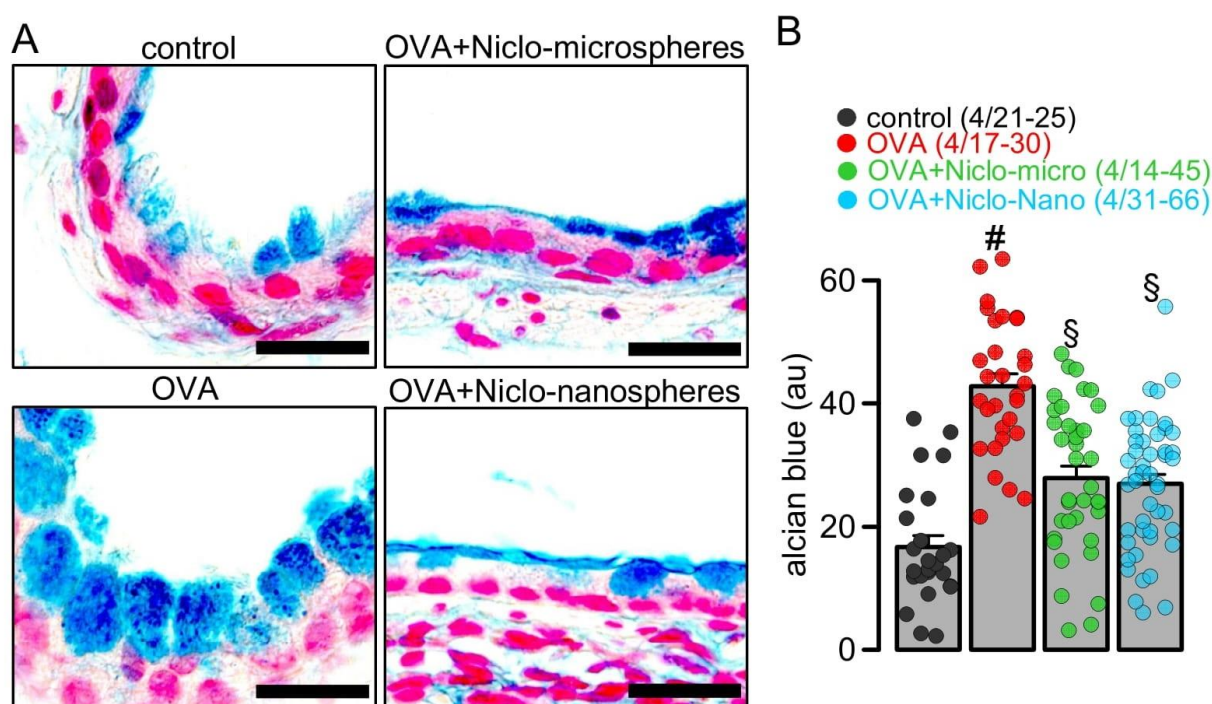 A
control
OVA+Niclo-microspheres
OVA
OVA+Niclo-nanospheres
B
control (4/21-25)
OVA (4/17-30)
OVA+Niclo-micro (4/14-45)
OVA+Niclo-Nano (4/31-66)
#
§
§
60
40
20
0
alcian blue (au)